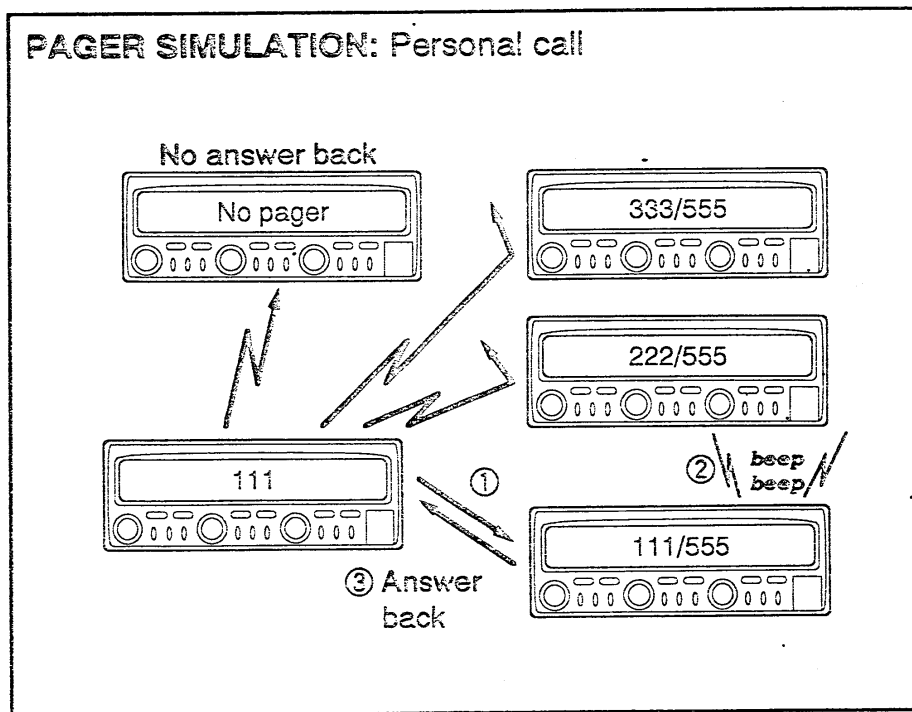 PAGER SIMULATION: Personal call
No answer back
No pager
333/555
222/555
111
①
② beep
beep
111/555
③ Answer
back